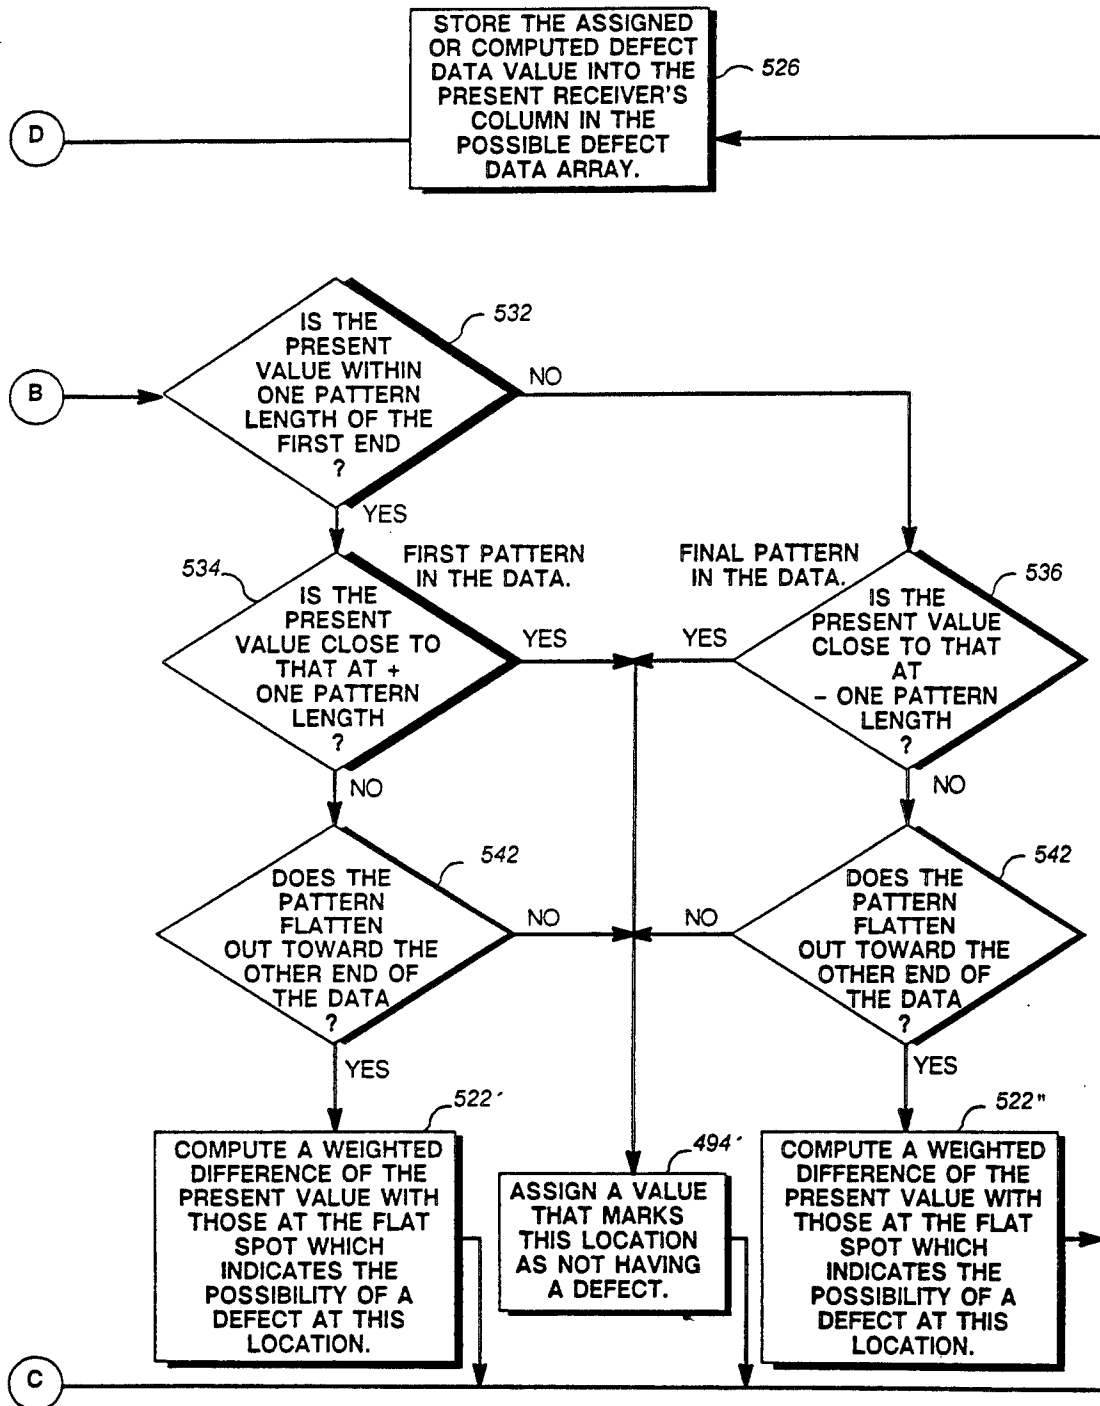 STORE THE ASSIGNED
OR COMPUTED DEFECT
DATA VALUE INTO THE
PRESENT RECEIVER'S
COLUMN IN THE
POSSIBLE DEFECT
DATA ARRAY.
526
D
532
IS THE
PRESENT
VALUE WITHIN
ONE PATTERN
LENGTH OF THE
FIRST END
?
NO
B
YES
534
FIRST PATTERN
IN THE DATA.
FINAL PATTERN
IN THE DATA.
536
IS THE
PRESENT
VALUE CLOSE TO
THAT AT +
ONE PATTERN
LENGTH
?
YES
YES
IS THE
PRESENT VALUE
CLOSE TO THAT
AT
– ONE PATTERN
LENGTH
?
NO
NO
542
542
DOES THE
PATTERN
FLATTEN
OUT TOWARD THE
OTHER END OF
THE DATA
?
NO
NO
DOES THE
PATTERN
FLATTEN
OUT TOWARD THE
OTHER END OF
THE DATA
?
YES
YES
522'
494'
522"
COMPUTE A WEIGHTED
DIFFERENCE OF THE
PRESENT VALUE WITH
THOSE AT THE FLAT
SPOT WHICH
INDICATES THE
POSSIBILITY OF A
DEFECT AT THIS
LOCATION.
ASSIGN A VALUE
THAT MARKS
THIS LOCATION
AS NOT HAVING
A DEFECT.
COMPUTE A WEIGHTED
DIFFERENCE OF THE
PRESENT VALUE WITH
THOSE AT THE FLAT
SPOT WHICH
INDICATES THE
POSSIBILITY OF A
DEFECT AT THIS
LOCATION.
C